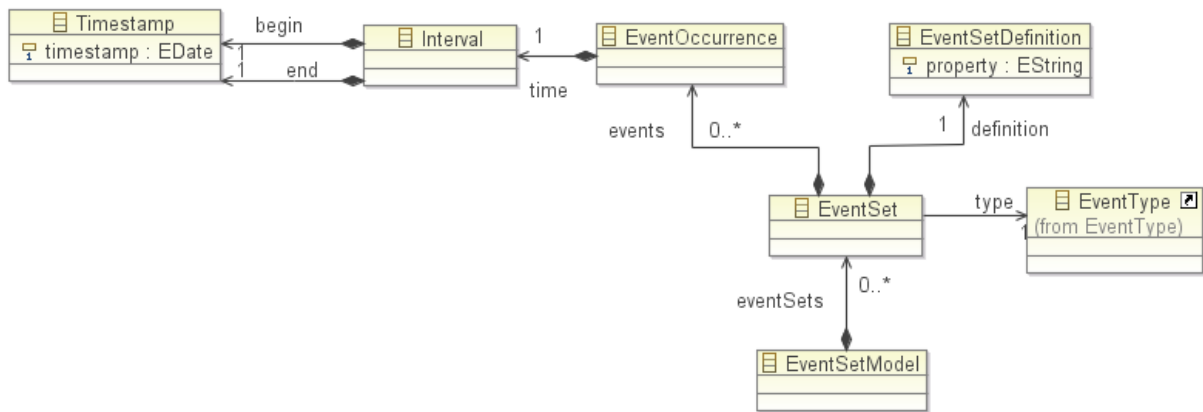 Timestamp
timestamp : EDate
begin
1
1
end
Interval
1
time
EventOccurrence
EventSetDefinition
property : EString
events
0..*
1
definition
EventSet
type
1
EventType
(from EventType)
eventSets
0..*
EventSetModel